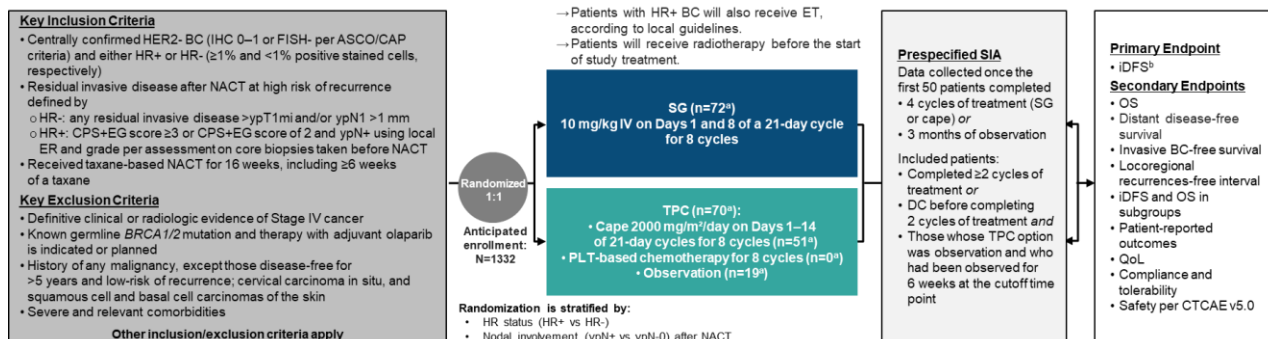 Key Inclusion Criteria
• Centrally confirmed HER2- BC (IHC 0–1 or FISH- per ASCO/CAP
criteria) and either HR+ or HR- (≥1% and <1% positive stained cells,
respectively)
• Residual invasive disease after NACT at high risk of recurrence
defined by
o HR-: any residual invasive disease >ypT1mi and/or ypN1 >1 mm
o HR+: CPS+EG score ≥3 or CPS+EG score of 2 and ypN+ using local
ER and grade per assessment on core biopsies taken before NACT
• Received taxane-based NACT for 16 weeks, including ≥6 weeks
of a taxane
Key Exclusion Criteria
• Definitive clinical or radiologic evidence of Stage IV cancer
• Known germline BRCA1/2 mutation and therapy with adjuvant olaparib
is indicated or planned
• History of any malignancy, except those disease-free for
>5 years and low-risk of recurrence; cervical carcinoma in situ, and
squamous cell and basal cell carcinomas of the skin
• Severe and relevant comorbidities
Other inclusion/exclusion criteria apply
Randomized
1:1
Anticipated
enrollment:
N=1332
→ Patients with HR+ BC will also receive ET,
according to local guidelines.
→ Patients will receive radiotherapy before the start
of study treatment.
SG (n=72ª)
10 mg/kg IV on Days 1 and 8 of a 21-day cycle
for 8 cycles
TPC (n=70ª):
• Cape 2000 mg/m²/day on Days 1–14
of 21-day cycles for 8 cycles (n=51ª)
• PLT-based chemotherapy for 8 cycles (n=0ª)
• Observation (n=19ª)
Randomization is stratified by:
• HR status (HR+ vs HR-)
• Nodal involvement (ypN+ vs ypN-0) after NACT
Prespecified SIA
Data collected once the
first 50 patients completed
• 4 cycles of treatment (SG
or cape) or
• 3 months of observation
Included patients:
• Completed ≥2 cycles of
treatment or
• DC before completing
2 cycles of treatment and
• Those whose TPC option
was observation and who
had been observed for
6 weeks at the cutoff time
point
Primary Endpoint
• iDFSᵇ
Secondary Endpoints
• OS
• Distant disease-free
survival
• Invasive BC-free survival
• Locoregional
recurrences-free interval
• iDFS and OS in
subgroups
• Patient-reported
outcomes
• QoL
• Compliance and
tolerability
• Safety per CTCAE v5.0